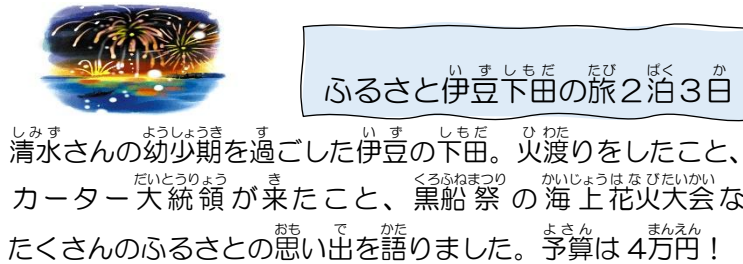 ふるさと伊豆下田の旅2泊3日
清水さんの幼少期を過ごした伊豆の下田。火渡りをしたこと、
カーター大統領が来たこと、黒船祭の海上花火大会な
たくさんのふるさとの思い出を語りました。予算は4万円！